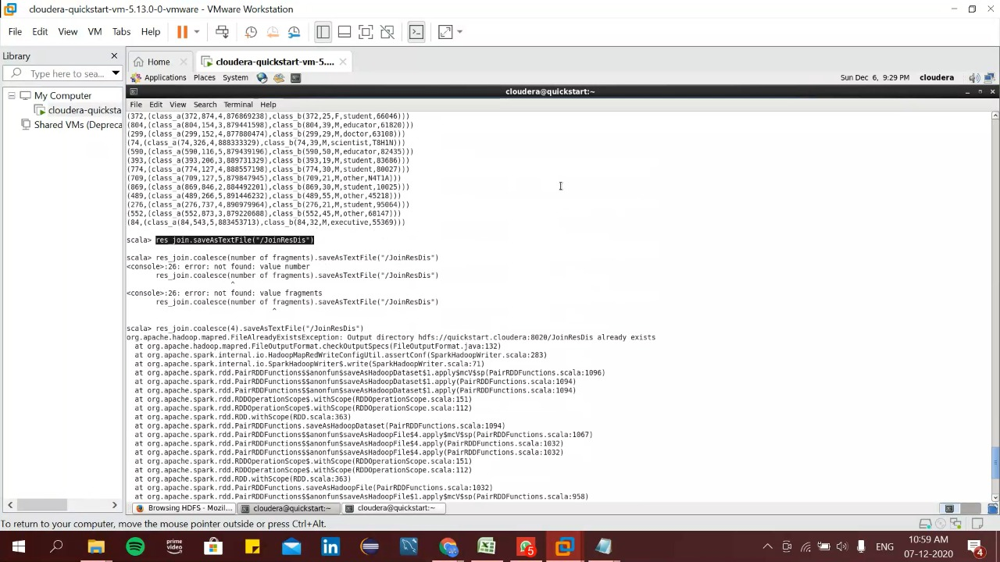 cloudera-quickstart-vm-5.13.0-0-vmware - VMware Workstation
File Edit View VM Tabs Help
Library
Type here to sea...
My Computer
cloudera-quicksta
Shared VMs (Depreca
Home
cloudera-quickstart-vm-5....
Applications Places System
Sun Dec 6, 9:29 PM cloudera
cloudera@quickstart:~
File Edit View Search Terminal Help
(372,(class_a(372,874,4,876869238),class_b(372,25,F,student,66046)))
(804,(class_a(804,154,3,879441598),class_b(804,39,M,educator,61820)))
(299,(class_a(299,152,4,877880474),class_b(299,29,M,doctor,63108)))
(74,(class_a(74,326,4,888333329),class_b(74,39,M,scientist,T8H1N)))
(590,(class_a(590,116,5,879439196),class_b(590,50,M,educator,82435)))
(393,(class_a(393,206,3,889731329),class_b(393,19,M,student,83686)))
(774,(class_a(774,127,4,888557198),class_b(774,30,M,student,80027)))
(709,(class_a(709,127,5,879847945),class_b(709,21,M,other,N4T1A)))
(869,(class_a(869,846,2,884492201),class_b(869,30,M,student,10025)))
(489,(class_a(489,266,5,891446232),class_b(489,55,M,other,45218)))
(276,(class_a(276,737,4,890979964),class_b(276,21,M,student,95064)))
(552,(class_a(552,873,3,879220688),class_b(552,45,M,other,68147)))
(84,(class_a(84,543,5,883453713),class_b(84,32,M,executive,55369)))
scala> res_join.saveAsTextFile("/JoinResDis")
scala> res_join.coalesce(number of fragments).saveAsTextFile("/JoinResDis")
<console>:26: error: not found: value number
res_join.coalesce(number of fragments).saveAsTextFile("/JoinResDis")
^
<console>:26: error: not found: value fragments
res_join.coalesce(number of fragments).saveAsTextFile("/JoinResDis")
^
scala> res_join.coalesce(4).saveAsTextFile("/JoinResDis")
org.apache.hadoop.mapred.FileAlreadyExistsException: Output directory hdfs://quickstart.cloudera:8020/JoinResDis already exists
at org.apache.hadoop.mapred.FileOutputFormat.checkOutputSpecs(FileOutputFormat.java:132)
at org.apache.spark.internal.io.HadoopMapRedWriteConfigUtil.assertConf(SparkHadoopWriter.scala:283)
at org.apache.spark.internal.io.SparkHadoopWriter$.write(SparkHadoopWriter.scala:71)
at org.apache.spark.rdd.PairRDDFunctions$$anonfun$saveAsHadoopDataset$1.apply$mcV$sp(PairRDDFunctions.scala:1096)
at org.apache.spark.rdd.PairRDDFunctions$$anonfun$saveAsHadoopDataset$1.apply(PairRDDFunctions.scala:1094)
at org.apache.spark.rdd.PairRDDFunctions$$anonfun$saveAsHadoopDataset$1.apply(PairRDDFunctions.scala:1094)
at org.apache.spark.rdd.RDDOperationScope$.withScope(RDDOperationScope.scala:151)
at org.apache.spark.rdd.RDDOperationScope$.withScope(RDDOperationScope.scala:112)
at org.apache.spark.rdd.RDD.withScope(RDD.scala:363)
at org.apache.spark.rdd.PairRDDFunctions.saveAsHadoopDataset(PairRDDFunctions.scala:1094)
at org.apache.spark.rdd.PairRDDFunctions$$anonfun$saveAsHadoopFile$4.apply$mcV$sp(PairRDDFunctions.scala:1067)
at org.apache.spark.rdd.PairRDDFunctions$$anonfun$saveAsHadoopFile$4.apply(PairRDDFunctions.scala:1032)
at org.apache.spark.rdd.PairRDDFunctions$$anonfun$saveAsHadoopFile$4.apply(PairRDDFunctions.scala:1032)
at org.apache.spark.rdd.RDDOperationScope$.withScope(RDDOperationScope.scala:151)
at org.apache.spark.rdd.RDDOperationScope$.withScope(RDDOperationScope.scala:112)
at org.apache.spark.rdd.RDD.withScope(RDD.scala:363)
at org.apache.spark.rdd.PairRDDFunctions.saveAsHadoopFile(PairRDDFunctions.scala:1032)
at org.apache.spark.rdd.PairRDDFunctions$$anonfun$saveAsHadoopFile$1.apply$mcV$sp(PairRDDFunctions.scala:958)
Browsing HDFS - Mozil... cloudera@quickstart:~ cloudera@quickstart:~
To return to your computer, move the mouse pointer outside or press Ctrl+Alt.
prime video
5
ENG
10:59 AM
07-12-2020
4